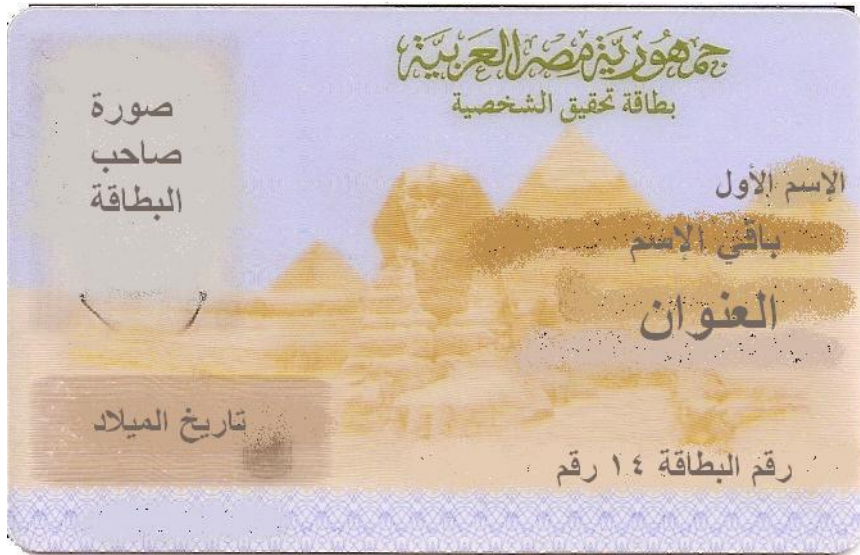 جمهورية مصر العربية
بطاقة تحقيق الشخصية
صورة
صاحب
البطاقة
الإسم الأول
باقي الإسم
العنوان
تاريخ الميلاد
رقم البطاقة ١٤ رقم